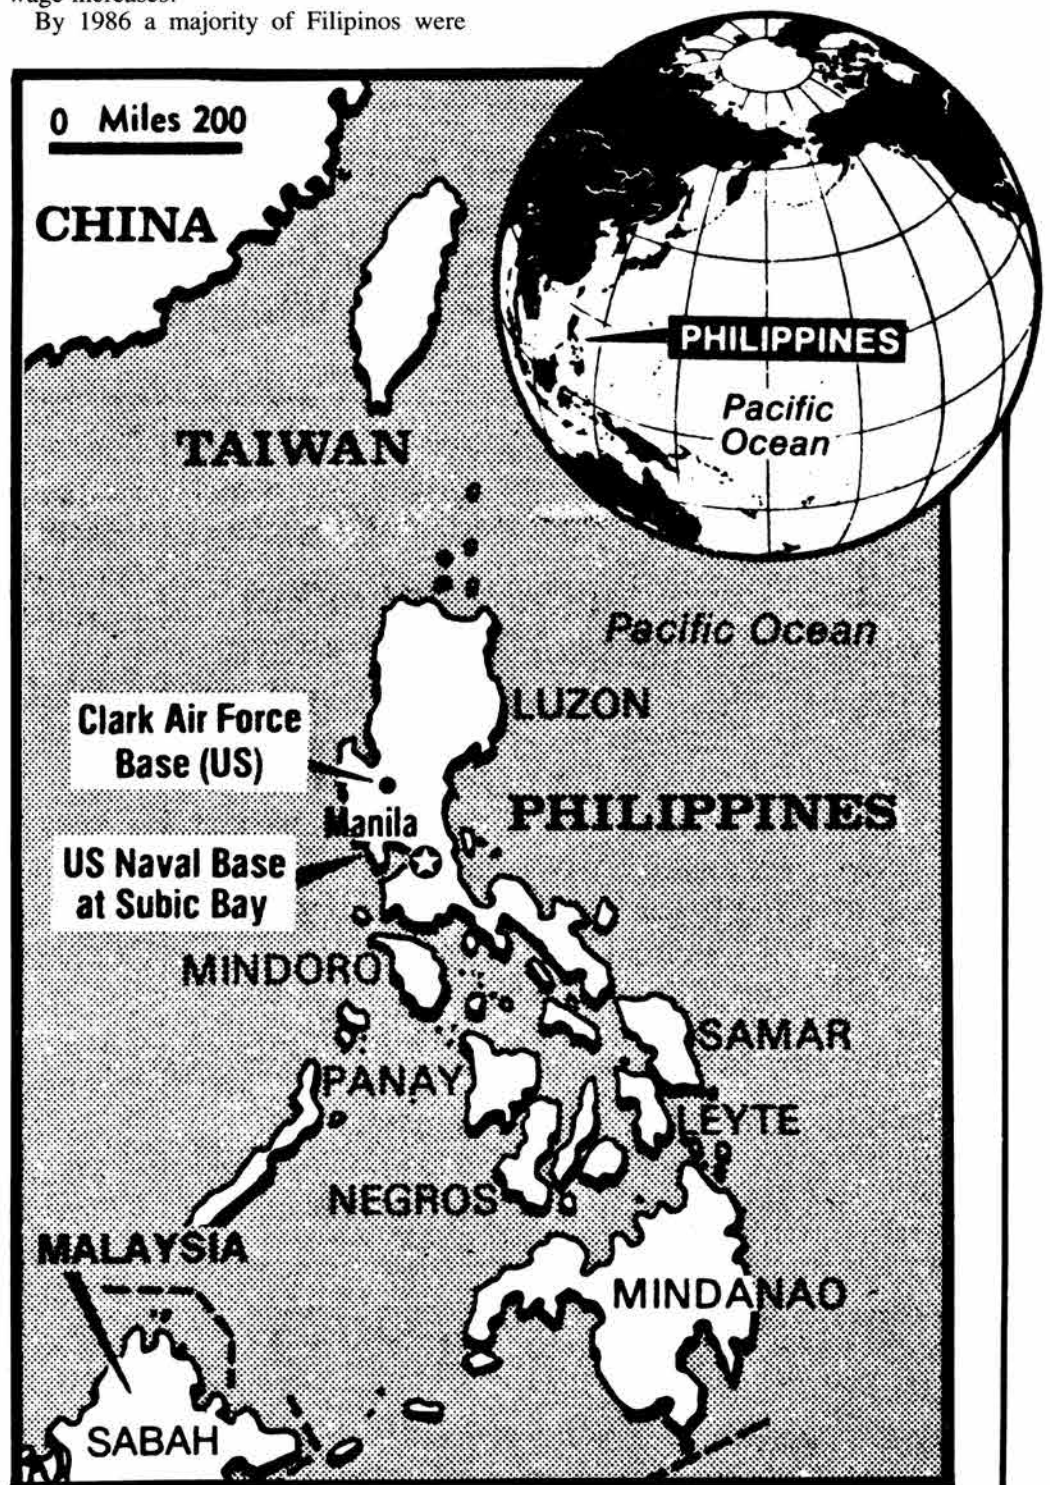 wage increases.
By 1986 a majority of Filipinos were
0 Miles 200
CHINA
PHILIPPINES
Pacific
Ocean
TAIWAN
Pacific Ocean
LUZON
Clark Air Force
Base (US)
PHILIPPINES
Manila
US Naval Base
at Subic Bay
MINDORO
SAMAR
PANAY
LEYTE
NEGROS
MALAYSIA
MINDANAO
SABAH